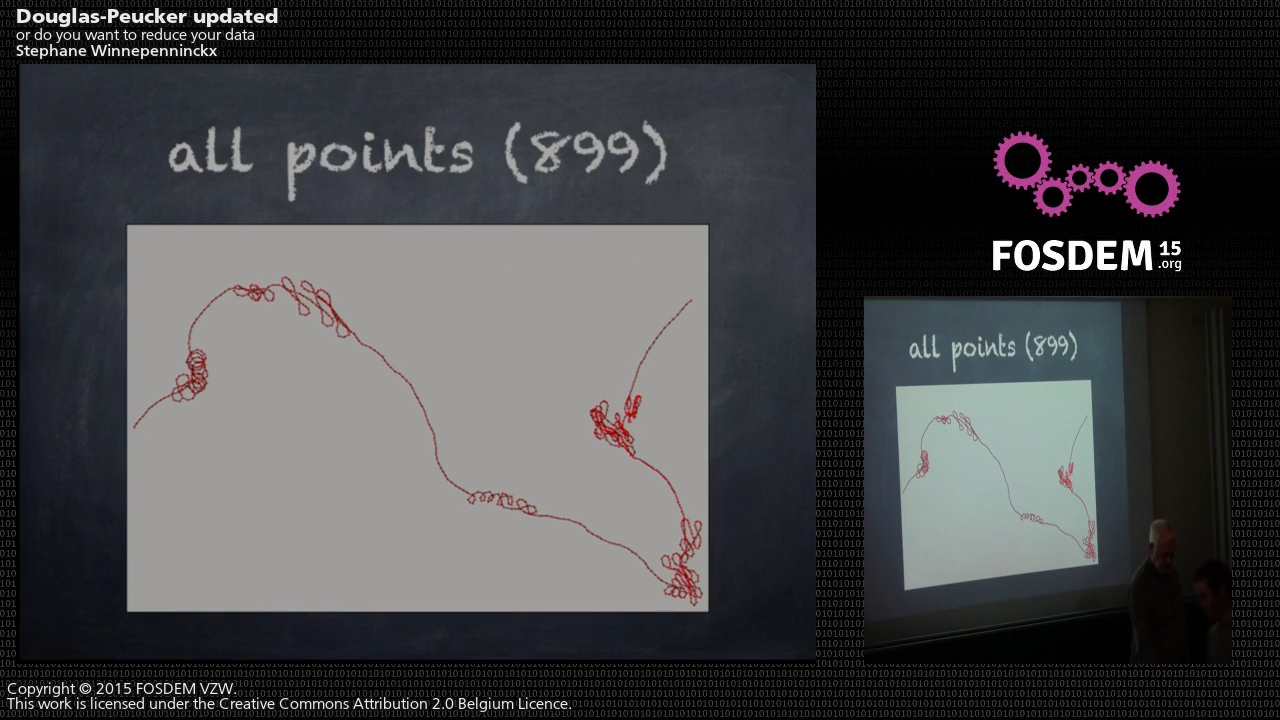 Douglas-Peucker updated
or do you want to reduce your data
Stephane Winnepenninckx
all points (899)
FOSDEM 15
.org
all points (899)
Copyright © 2015 FOSDEM VZW.
This work is licensed under the Creative Commons Attribution 2.0 Belgium Licence.